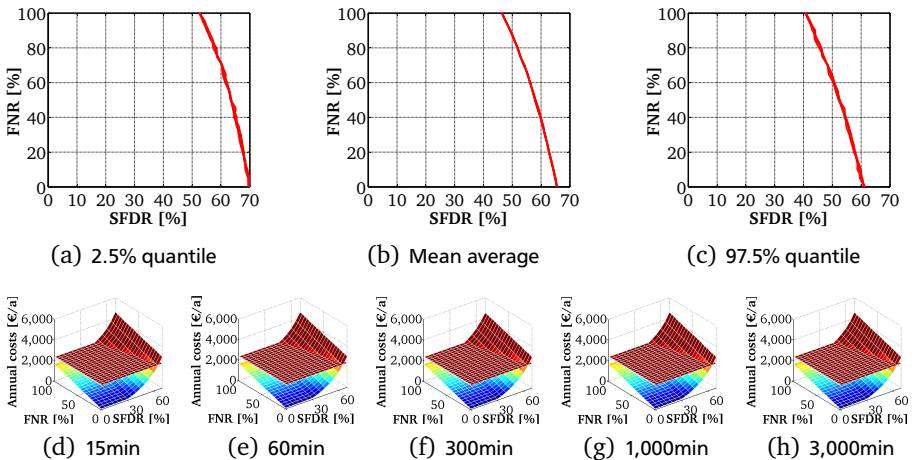 100
80
60
40
20
0
FNR [%]
0 10 20 30 40 50 60 70
SFDR [%]
(a) 2.5% quantile
100
80
60
40
20
0
FNR [%]
0 10 20 30 40 50 60 70
SFDR [%]
(b) Mean average
100
80
60
40
20
0
FNR [%]
0 10 20 30 40 50 60 70
SFDR [%]
(c) 97.5% quantile
Annual costs [€/a]
6,000
4,000
2,000
0
100
50
0
FNR [%]
0
30
60
SFDR [%]
(d) 15min
Annual costs [€/a]
6,000
4,000
2,000
0
100
50
0
FNR [%]
0
30
60
SFDR [%]
(e) 60min
Annual costs [€/a]
6,000
4,000
2,000
0
100
50
0
FNR [%]
0
30
60
SFDR [%]
(f) 300min
Annual costs [€/a]
6,000
4,000
2,000
0
100
50
0
FNR [%]
0
30
60
SFDR [%]
(g) 1,000min
Annual costs [€/a]
6,000
4,000
2,000
0
100
50
0
FNR [%]
0
30
60
SFDR [%]
(h) 3,000min